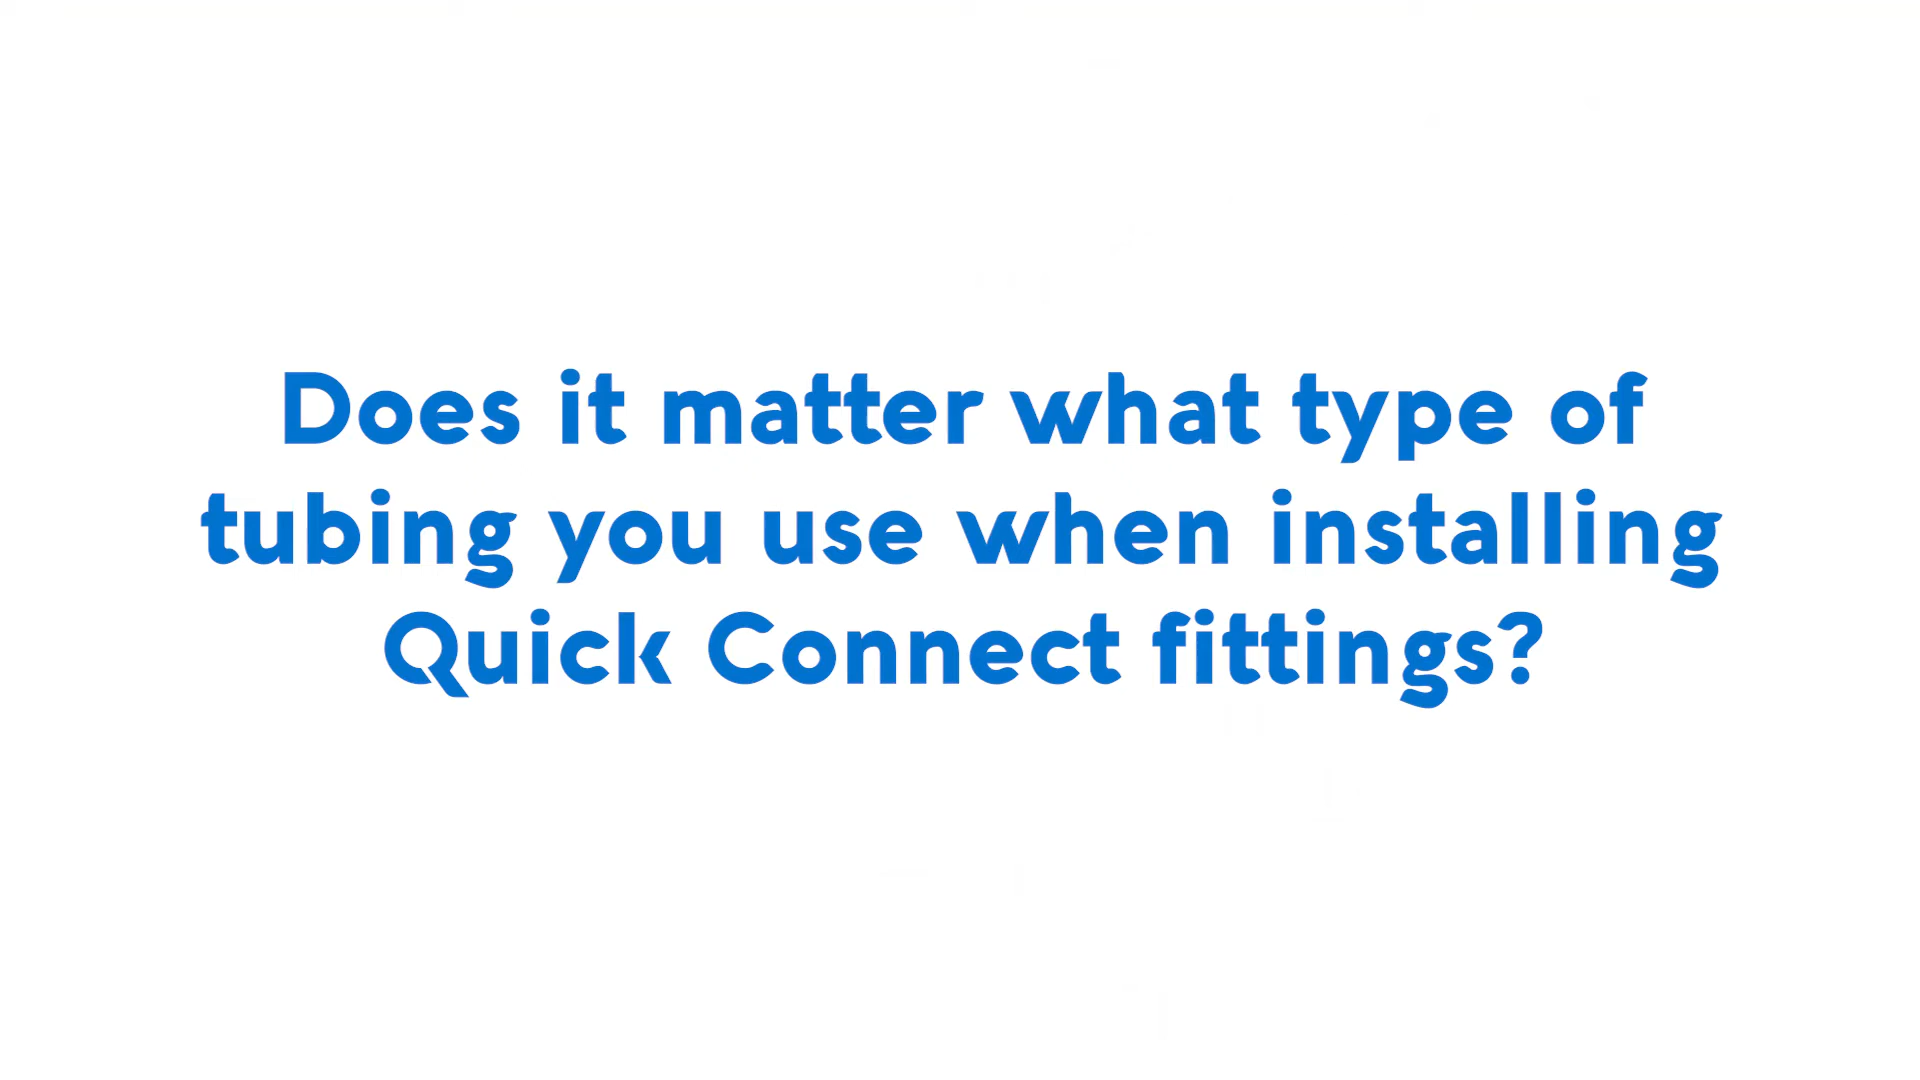 Does it matter what type of
tubing you use when installing
Quick Connect fittings?